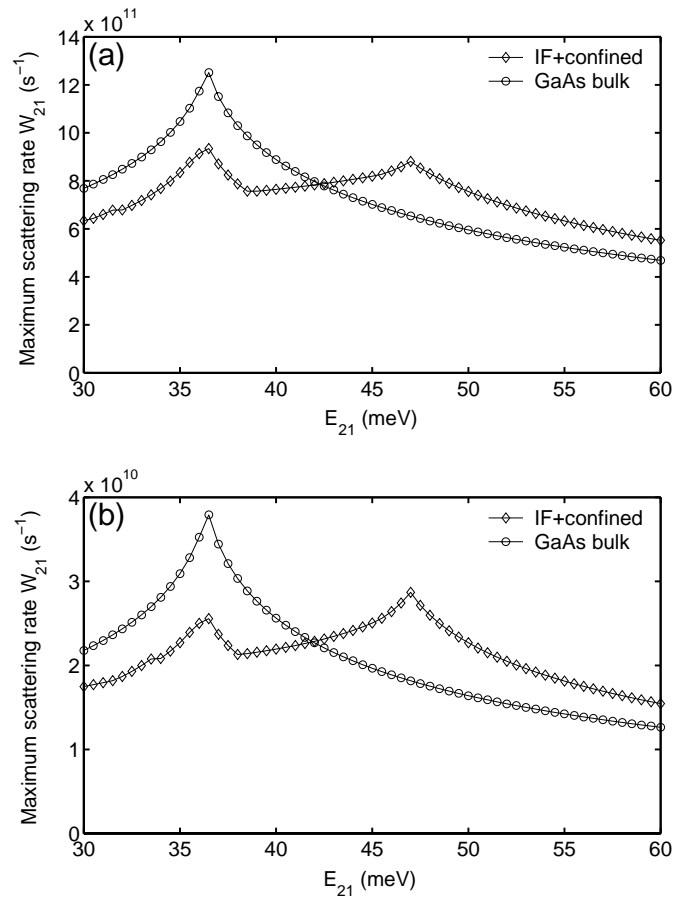 x 10^11
14
(a)
IF+confined
GaAs bulk
12
10
8
6
4
2
0
Maximum scattering rate W_21 (s^−1)
30 35 40 45 50 55 60
E_21 (meV)
x 10^10
4
(b)
IF+confined
GaAs bulk
3
2
1
0
Maximum scattering rate W_21 (s^−1)
30 35 40 45 50 55 60
E_21 (meV)